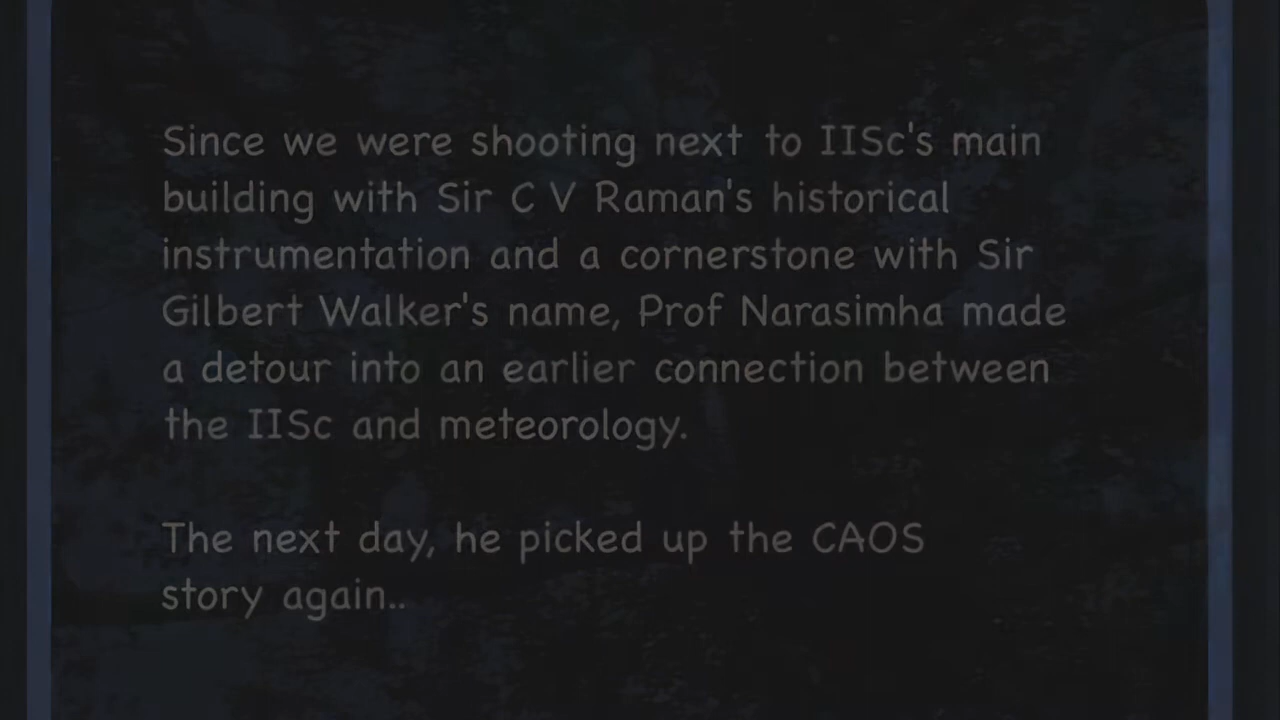 Since we were shooting next to IISc's main
building with Sir C V Raman's historical
instrumentation and a cornerstone with Sir
Gilbert Walker's name, Prof Narasimha made
a detour into an earlier connection between
the IISc and meteorology.
The next day, he picked up the CAOS
story again..